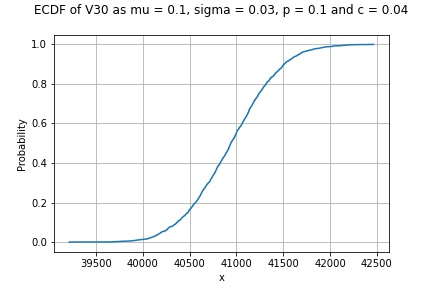 ECDF of V30 as mu = 0.1, sigma = 0.03, p = 0.1 and c = 0.04
1.0
0.8
0.6
0.4
0.2
0.0
Probability
39500 40000 40500 41000 41500 42000 42500
x